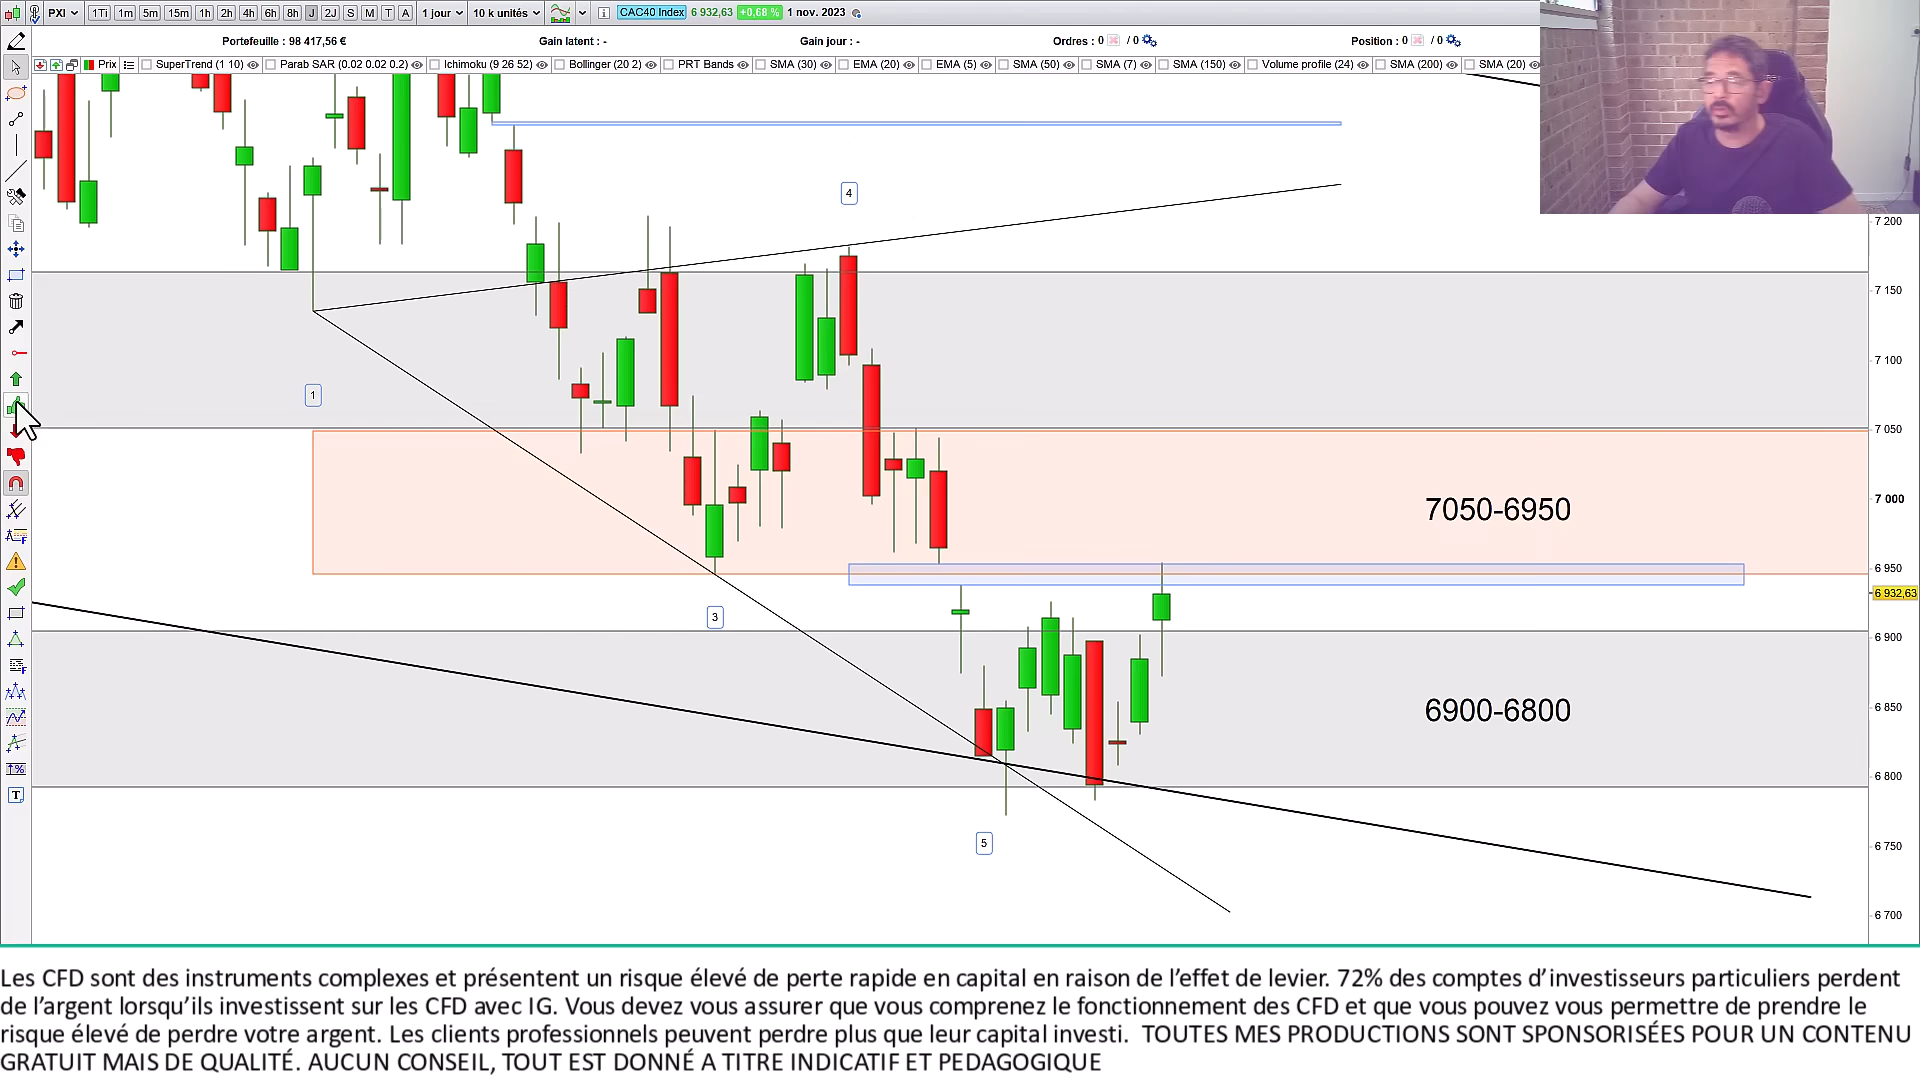 PXI 1Ti 1m 5m 15m 1h 2h 4h 6h 8h J 2J S M T A 1 jour 10 k unités CAC40 Index 6 932,63 +0,68 % 1 nov. 2023
Portefeuille : 98 417,56 € Gain latent : - Gain jour : - Ordres : 0 / 0 Position : 0 / 0
Prix SuperTrend (1 10) Parab SAR (0.02 0.02 0.2) Ichimoku (9 26 52) Bollinger (20 2) PRT Bands SMA (30) EMA (20) EMA (5) SMA (50) SMA (7) SMA (150) Volume profile (24) SMA (200) SMA (20)
4
7 200
7 150
7 100
1
7 050
7 000
7050-6950
6 950
6 932,63
3
6 900
6900-6800
6 850
6 800
5
6 750
6 700
Les CFD sont des instruments complexes et présentent un risque élevé de perte rapide en capital en raison de l’effet de levier. 72% des comptes d’investisseurs particuliers perdent
de l’argent lorsqu’ils investissent sur les CFD avec IG. Vous devez vous assurer que vous comprenez le fonctionnement des CFD et que vous pouvez vous permettre de prendre le
risque élevé de perdre votre argent. Les clients professionnels peuvent perdre plus que leur capital investi. TOUTES MES PRODUCTIONS SONT SPONSORISÉES POUR UN CONTENU
GRATUIT MAIS DE QUALITÉ. AUCUN CONSEIL, TOUT EST DONNÉ A TITRE INDICATIF ET PEDAGOGIQUE